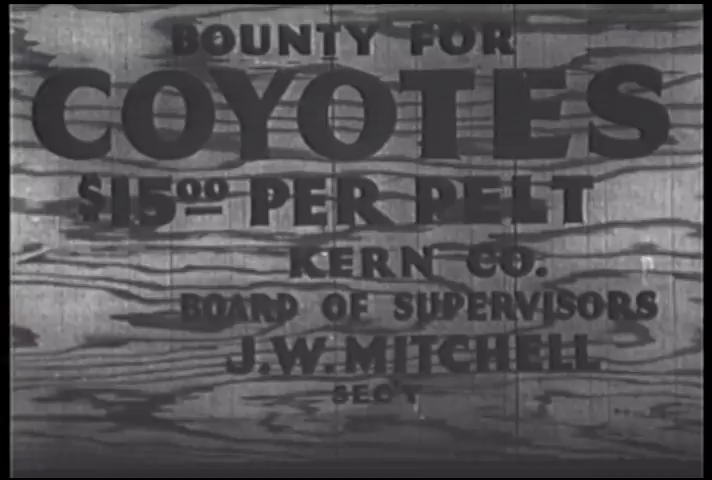 BOUNTY FOR
COYOTES
$15.00 PER PELT
KERN CO.
BOARD OF SUPERVISORS
J.W. MITCHELL
SEC'Y